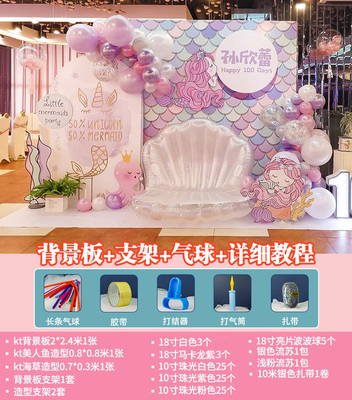 孙欣蕾
Happy 100 Days
Little
mermaids
party
50% UNICORN
50% MERMAID
1
背景板+支架+气球+详细教程
长条气球
胶带
打结器
打气筒
扎带
kt背景板2*2.4米1张
kt美人鱼造型0.8*0.8米1张
kt海草造型0.7*0.3米1张
背景板支架1套
造型支架2套
18寸白色3个
18寸马卡龙紫3个
10寸珠光白色25个
10寸珠光紫色25个
10寸珠光粉色25个
18寸亮片波波球5个
银色流苏1包
浅粉流苏1包
10米银色扎带1卷